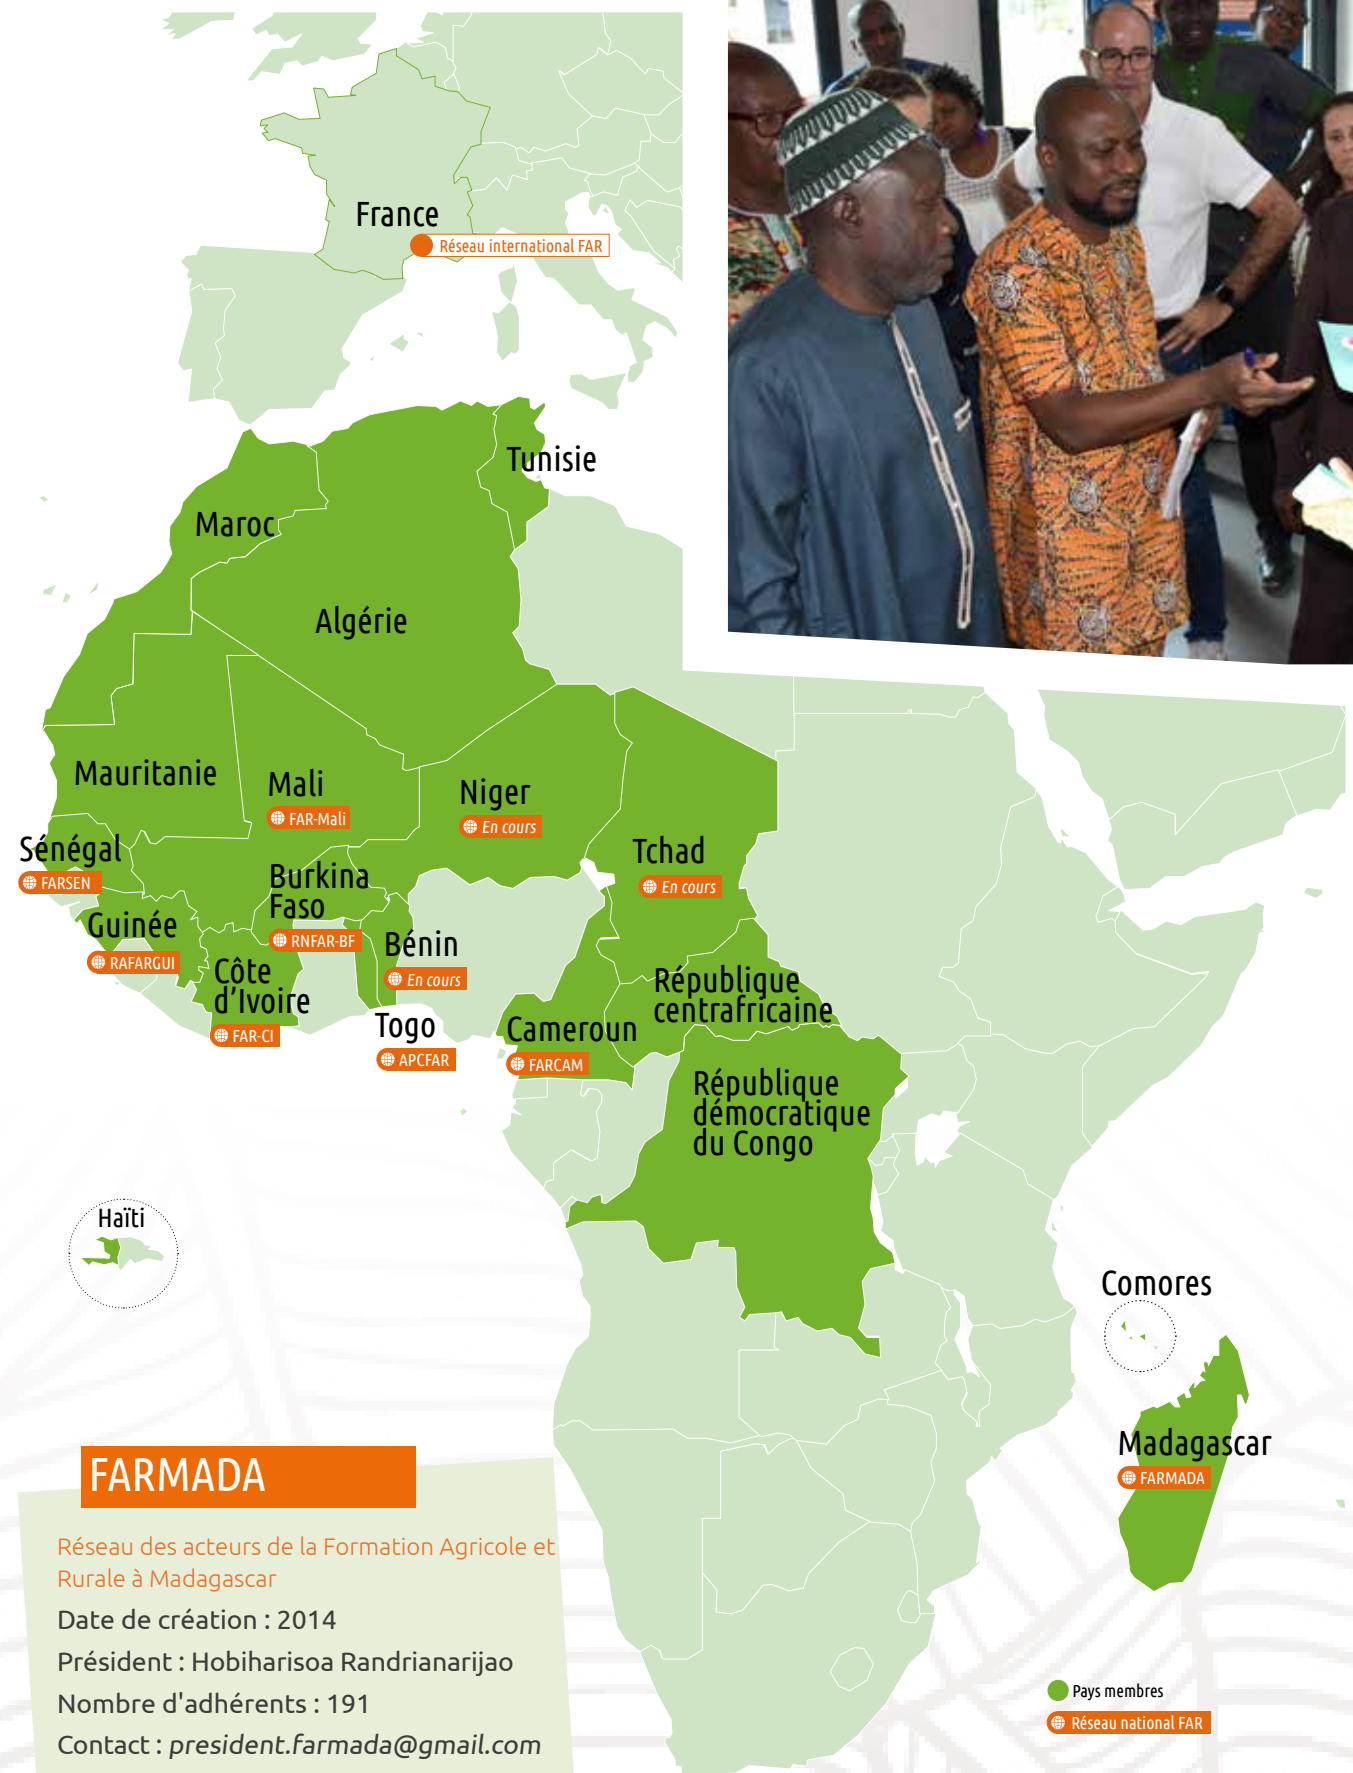 France
Réseau international FAR
Tunisie
Maroc
Algérie
Mauritanie
Mali
FAR-Mali
Niger
En cours
Tchad
En cours
Sénégal
FARSEN
Burkina
Faso
RNFAR-BF
Guinée
RAFARGUI
Côte
d'Ivoire
FAR-CI
Bénin
En cours
Togo
APCFAR
Cameroun
FARCAM
République
centrafricaine
République
démocratique
du Congo
Haïti
Comores
Madagascar
FARMADA
FARMADA
Réseau des acteurs de la Formation Agricole et
Rurale à Madagascar
Date de création : 2014
Président : Hobiharisoa Randrianarijao
Nombre d'adhérents : 191
Contact : president.farmada@gmail.com
Pays membres
Réseau national FAR